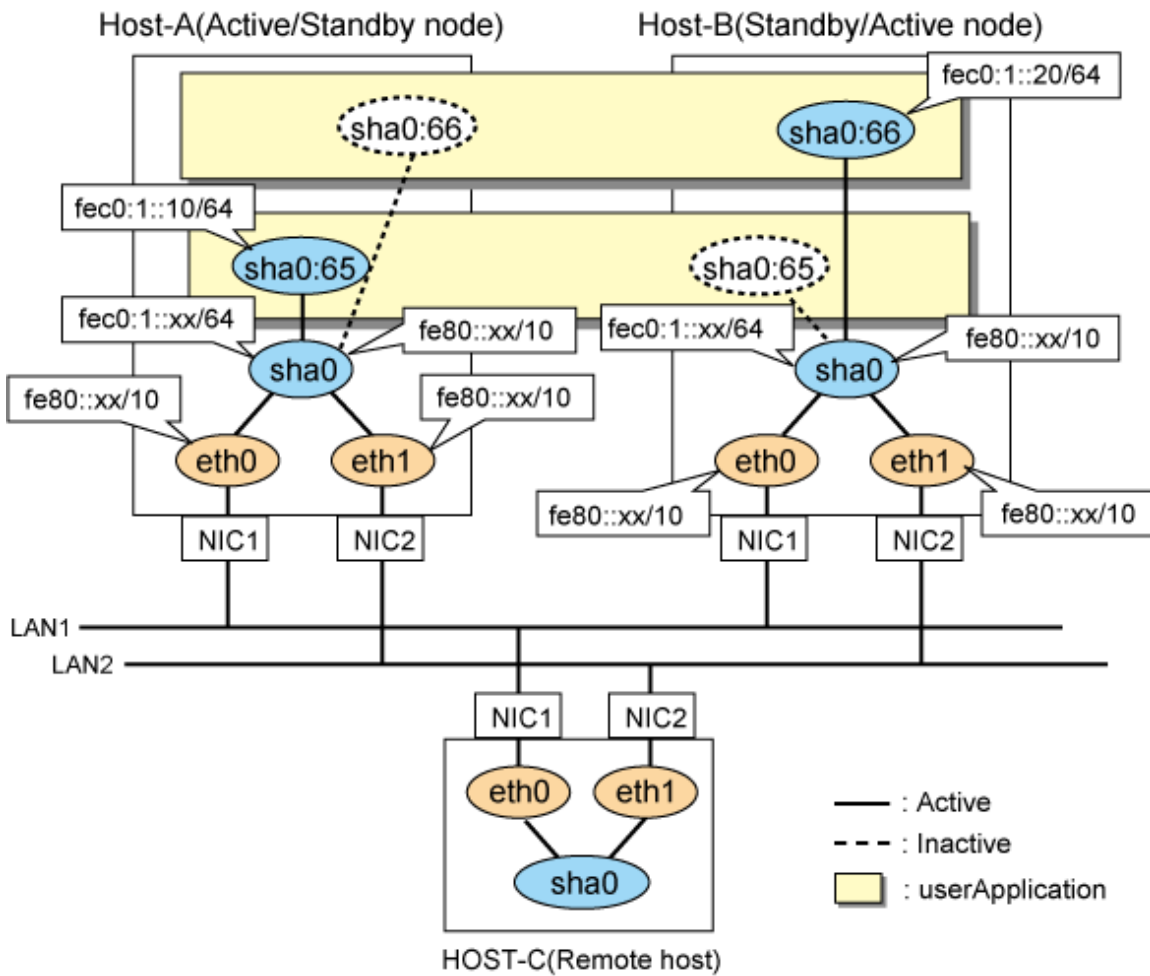 Host-A(Active/Standby node)
Host-B(Standby/Active node)
fec0:1::20/64
sha0:66
sha0:66
fec0:1::10/64
sha0:65
sha0:65
fec0:1::xx/64
fe80::xx/10
fec0:1::xx/64
fe80::xx/10
sha0
sha0
fe80::xx/10
fe80::xx/10
eth0
eth1
eth0
eth1
fe80::xx/10
fe80::xx/10
NIC1
NIC2
NIC1
NIC2
LAN1
LAN2
NIC1
NIC2
eth0
eth1
sha0
: Active
: Inactive
: userApplication
HOST-C(Remote host)